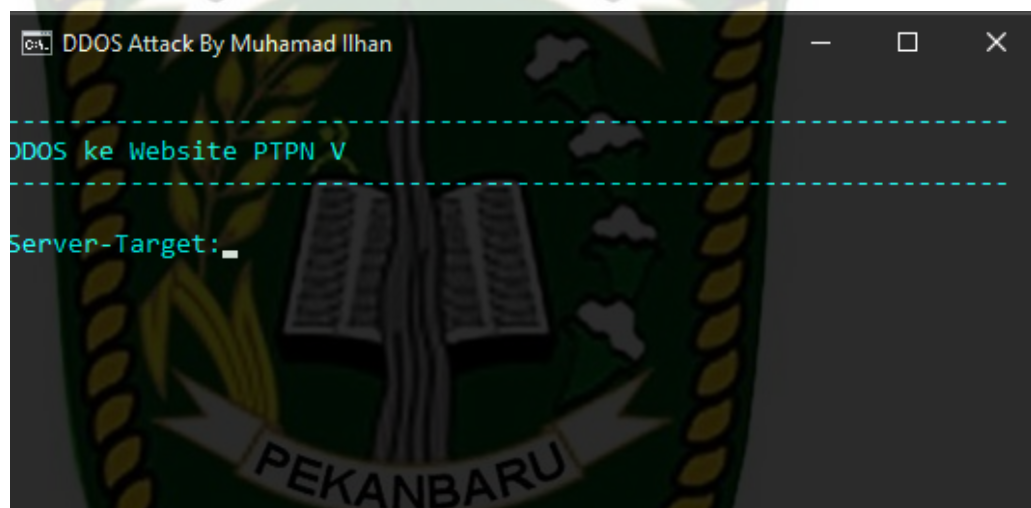 DDOS Attack By Muhamad Ilhan
DDOS ke Website PTPN V
Server-Target:
PEKANBARU